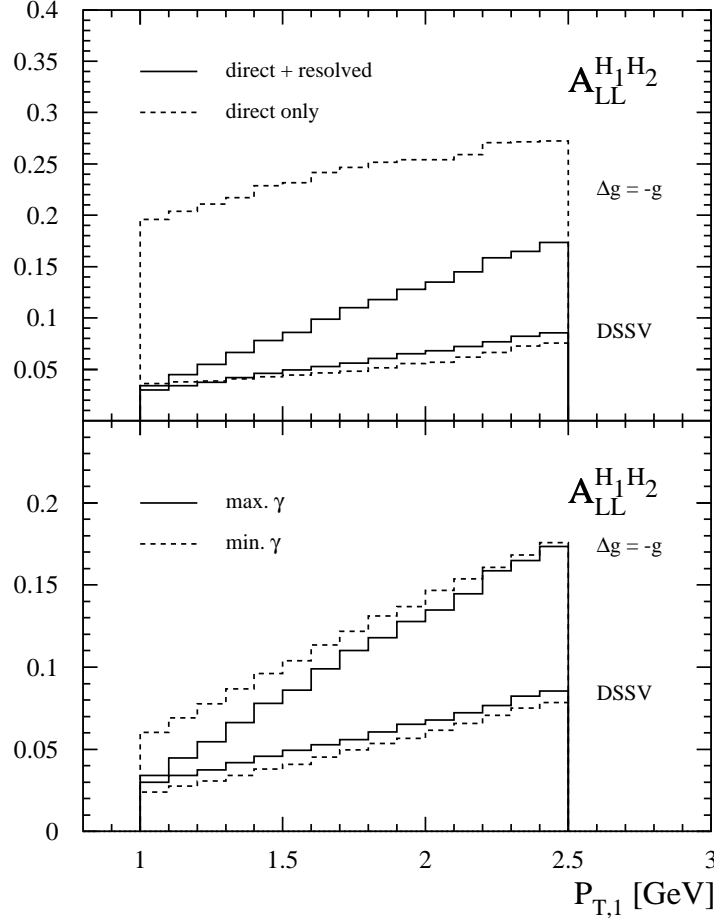 0.4
0.35
0.3
0.25
0.2
0.15
0.1
0.05
direct + resolved
direct only
A_LL^H1H2
Δg = -g
DSSV
0.2
0.15
0.1
0.05
0
max. γ
min. γ
A_LL^H1H2
Δg = -g
DSSV
1 1.5 2 2.5 3
P_T,1 [GeV]